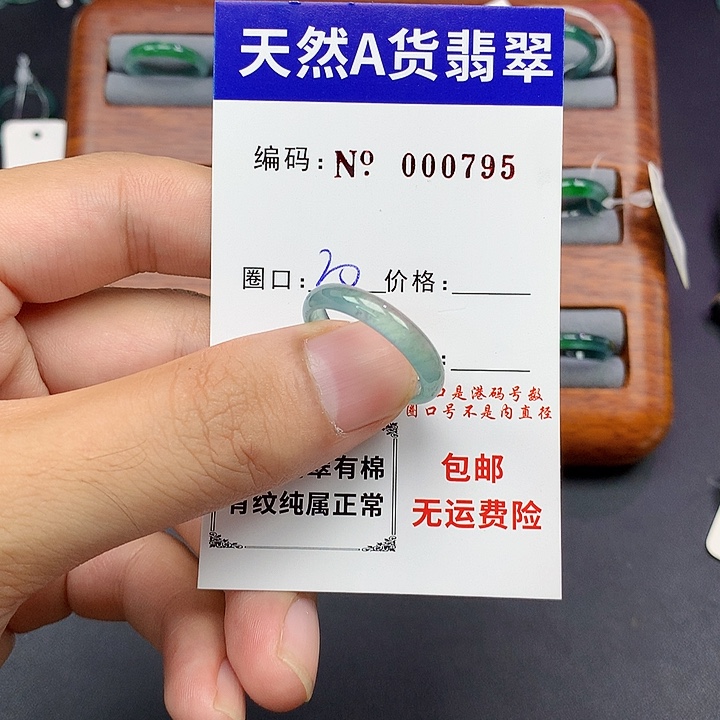 天然A货翡翠
编码: Nº 000795
圈口: 20 价格:
:
口是港码号数
圈口号不是内直径
翠有棉
有纹纯属正常
包邮
无运费险